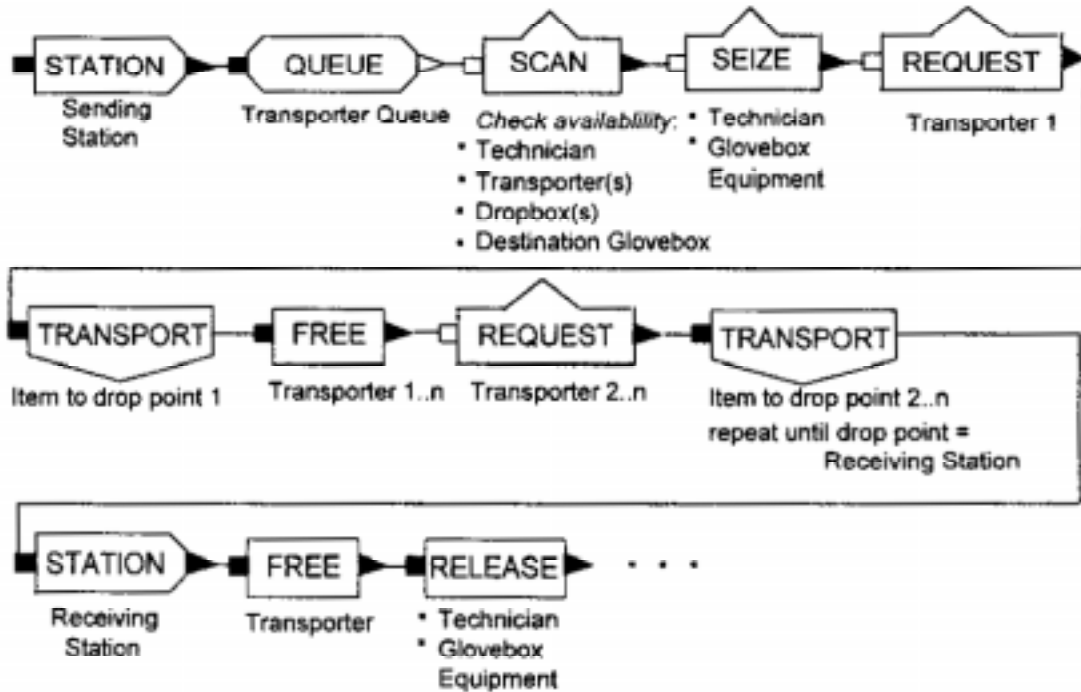 STATION QUEUE SCAN SEIZE REQUEST
Sending
Station
Transporter Queue
Check availablility:
• Technician
• Transporter(s)
• Dropbox(s)
• Destination Glovebox
• Technician
• Glovebox
Equipment
Transporter 1
TRANSPORT FREE REQUEST TRANSPORT
Item to drop point 1
Transporter 1..n
Transporter 2..n
Item to drop point 2..n
repeat until drop point =
Receiving Station
STATION FREE RELEASE . . .
Receiving
Station
Transporter
• Technician
• Glovebox
Equipment